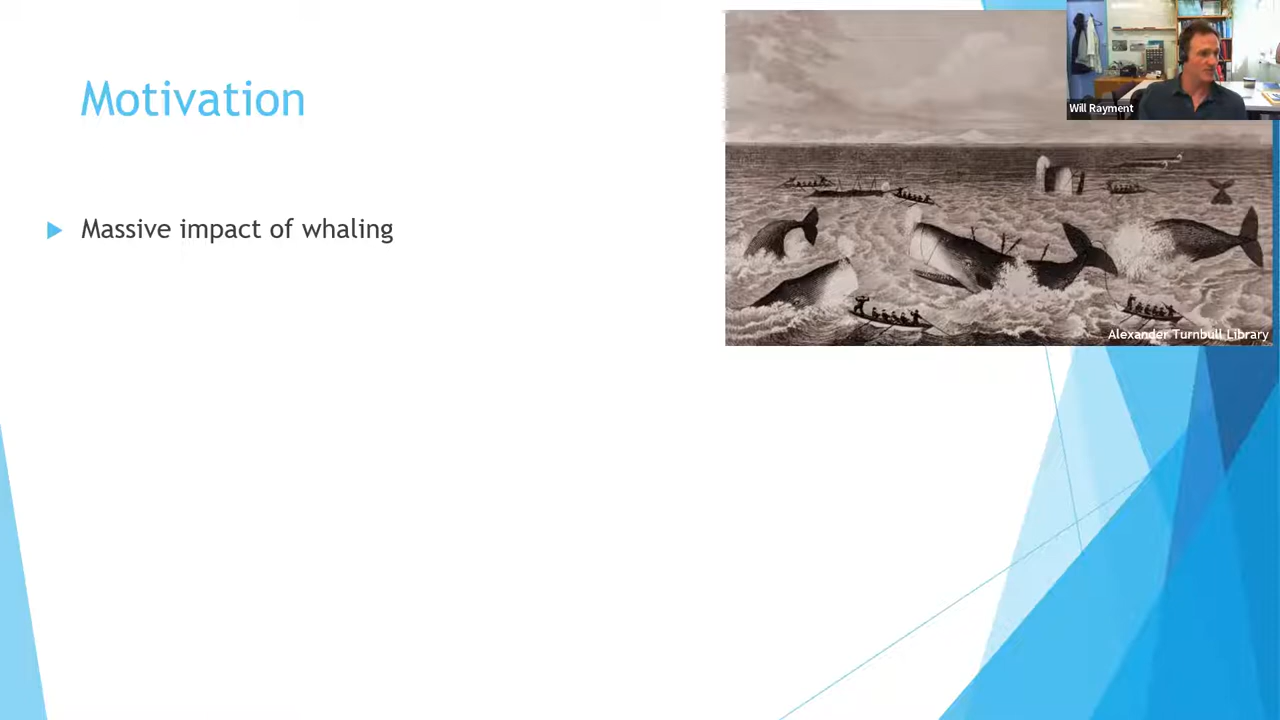 Motivation
Massive impact of whaling
Will Rayment
Alexander Turnbull Library